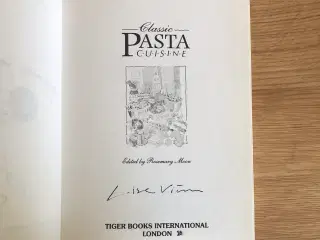 Classic
PASTA
CUISINE
Edited by Rosemary Moon
TIGER BOOKS INTERNATIONAL
LONDON